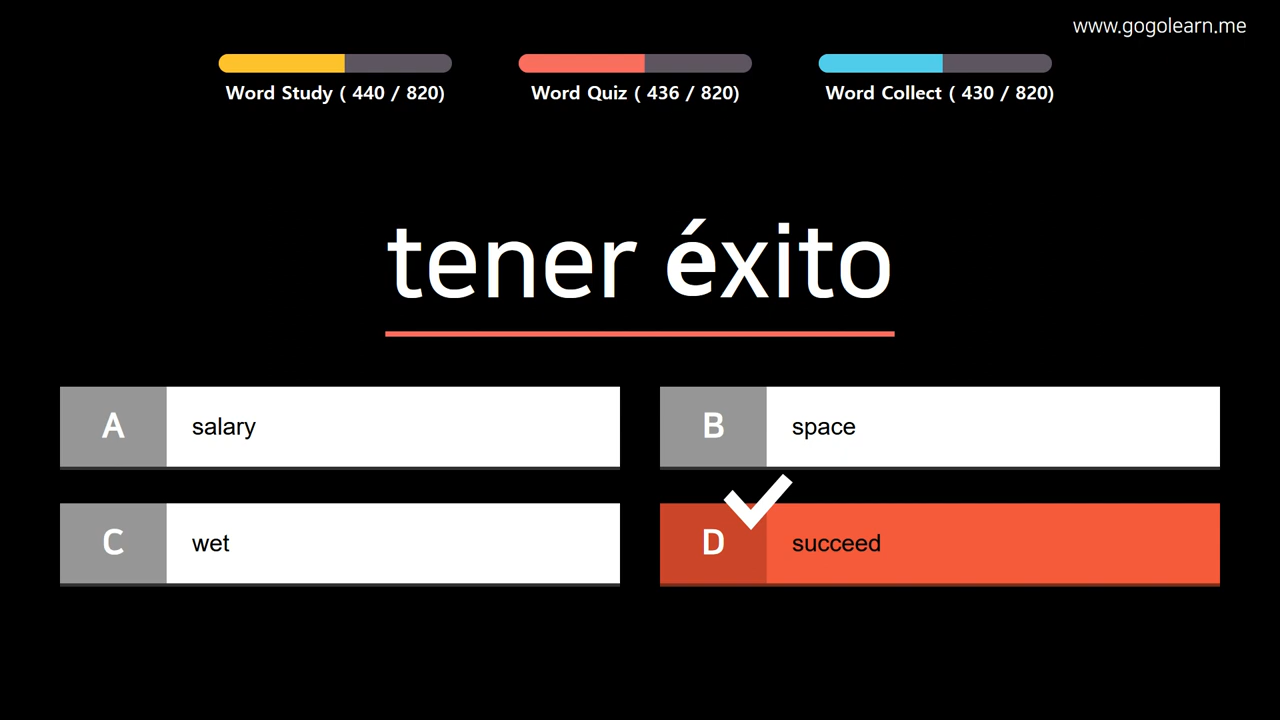 www.gogolearn.me
Word Study ( 440 / 820)
Word Quiz ( 436 / 820)
Word Collect ( 430 / 820)
tener éxito
A salary
B space
C wet
D succeed